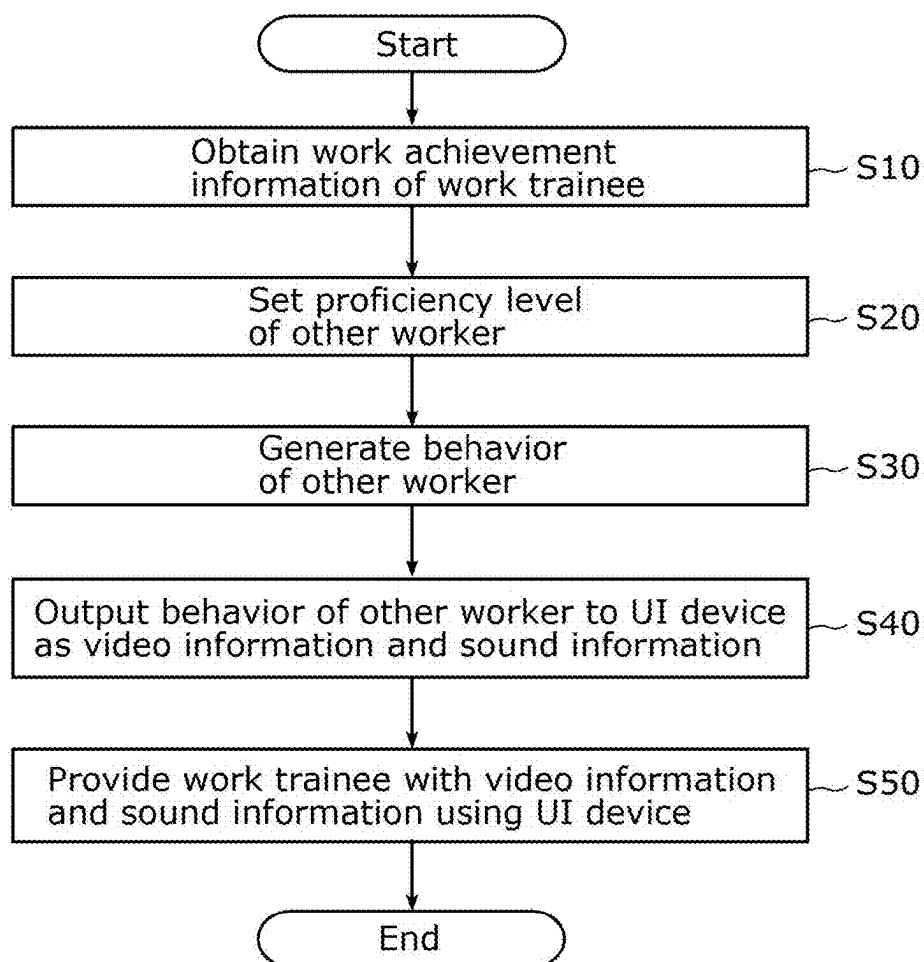 Start
Obtain work achievement
information of work trainee
S10
Set proficiency level
of other worker
S20
Generate behavior
of other worker
S30
Output behavior of other worker to UI device
as video information and sound information
S40
Provide work trainee with video information
and sound information using UI device
S50
End